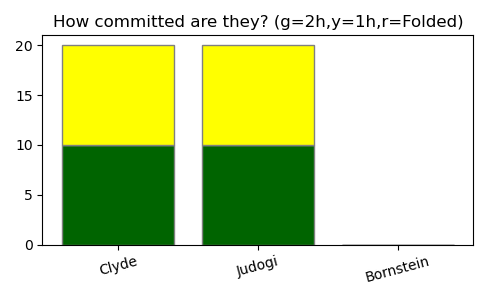 How committed are they? (g=2h,y=1h,r=Folded)
20
15
10
5
0
Clyde
Judogi
Bornstein